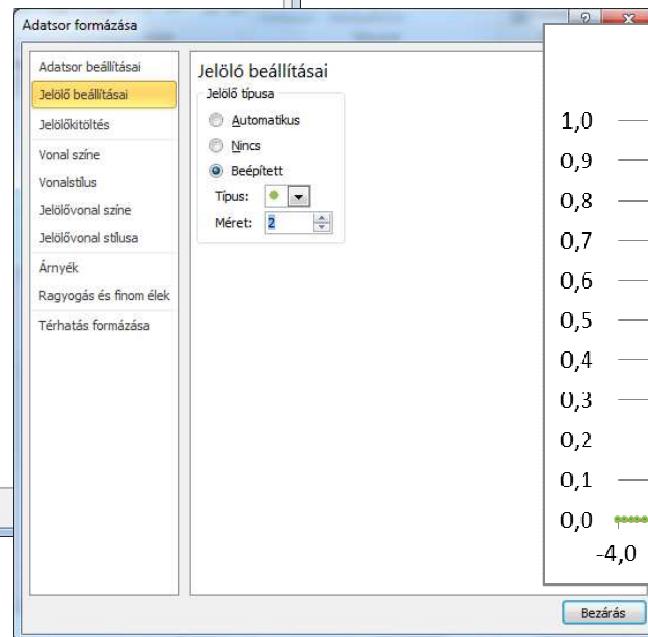 Adatsor formázása
Adatsor beállításai
Jelölő beállításai
Jelölőkitöltés
Vonal színe
Vonalstílus
Jelölővonal színe
Jelölővonal stílusa
Árnyék
Ragyogás és finom élek
Térhatás formázása
Jelölő beállításai
Jelölő típusa
Automatikus
Nincs
Beépített
Típus:
Méret: 2
Bezárás
1,0
0,9
0,8
0,7
0,6
0,5
0,4
0,3
0,2
0,1
0,0
-4,0